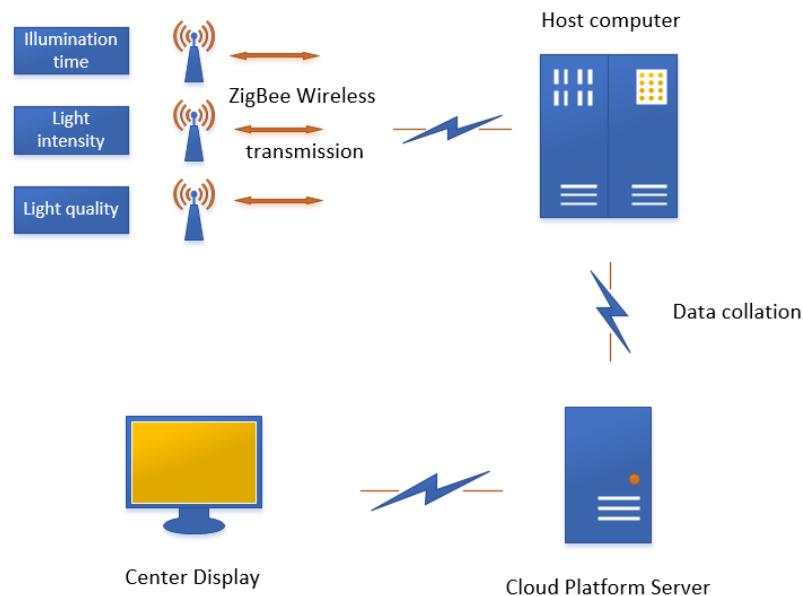 Host computer
Illumination
time
ZigBee Wireless
Light
intensity
transmission
Light quality
Data collation
Center Display
Cloud Platform Server